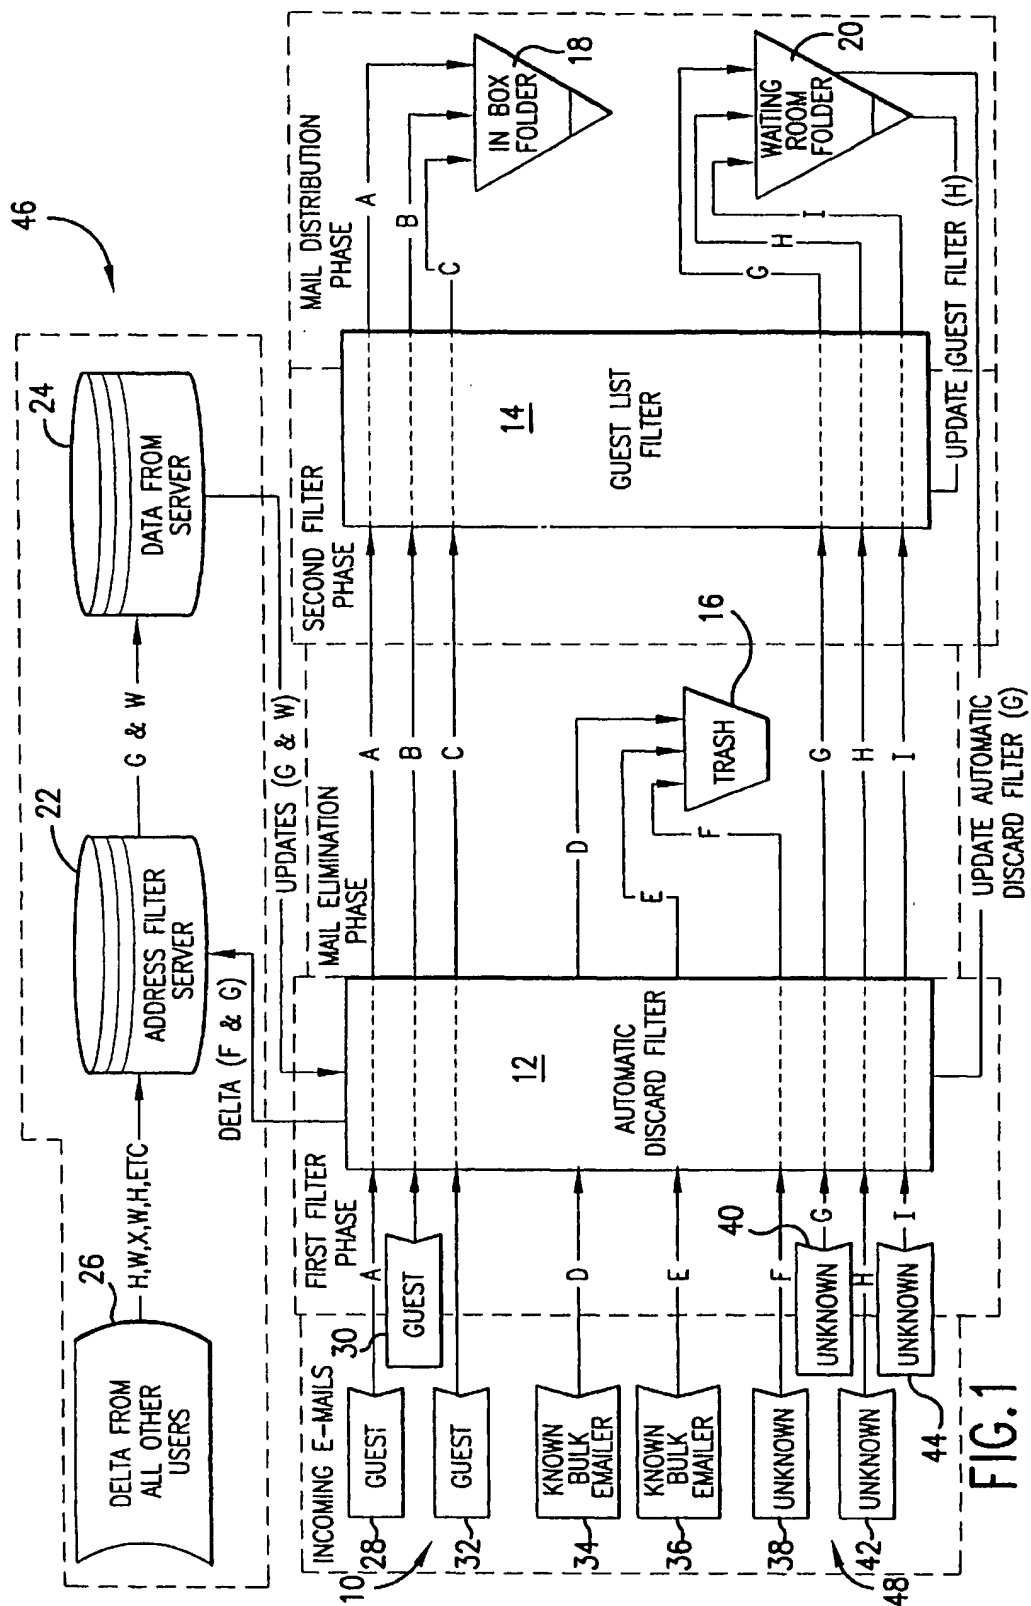 46
DELTA FROM
ALL OTHER
USERS
26
H,W,X,W,H,ETC
ADDRESS FILTER
SERVER
22
G & W
DATA FROM
SERVER
24
DELTA (F & G)
UPDATES (G & W)
INCOMING E-MAILS
FIRST FILTER
PHASE
MAIL ELIMINATION
PHASE
SECOND FILTER
PHASE
MAIL DISTRIBUTION
PHASE
10
28
GUEST
A
A
A
30
GUEST
B
B
32
GUEST
C
C
34
KNOWN
BULK
EMAILER
D
D
36
KNOWN
BULK
EMAILER
E
E
38
UNKNOWN
F
F
40
UNKNOWN
G
G
G
42
UNKNOWN
H
H
H
44
UNKNOWN
I
I
I
48
12
AUTOMATIC
DISCARD FILTER
TRASH
16
14
GUEST LIST
FILTER
IN BOX
FOLDER
18
WAITING
ROOM
FOLDER
20
UPDATE GUEST FILTER (H)
UPDATE AUTOMATIC
DISCARD FILTER (G)
FIG.1